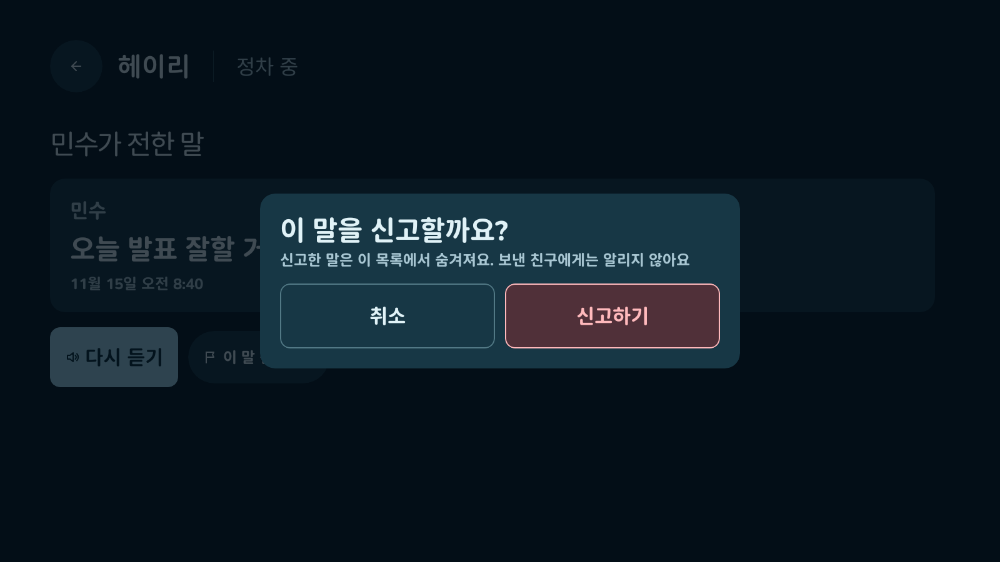 헤이리
정차 중
민수가 전한 말
민수
오늘 발표 잘할
11월 15일 오전 8:40
이 말을 신고할까요?
신고한 말은 이 목록에서 숨겨져요. 보낸 친구에게는 알리지 않아요
취소
신고하기
다시 듣기
이 말